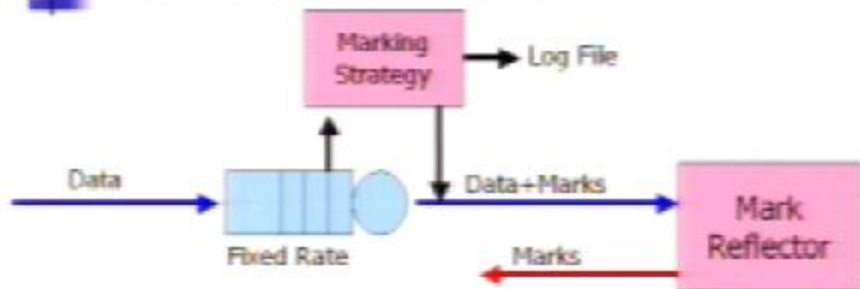 Marking
Strategy
Log File
Data
Data+Marks
Mark
Reflector
Fixed Rate
Marks